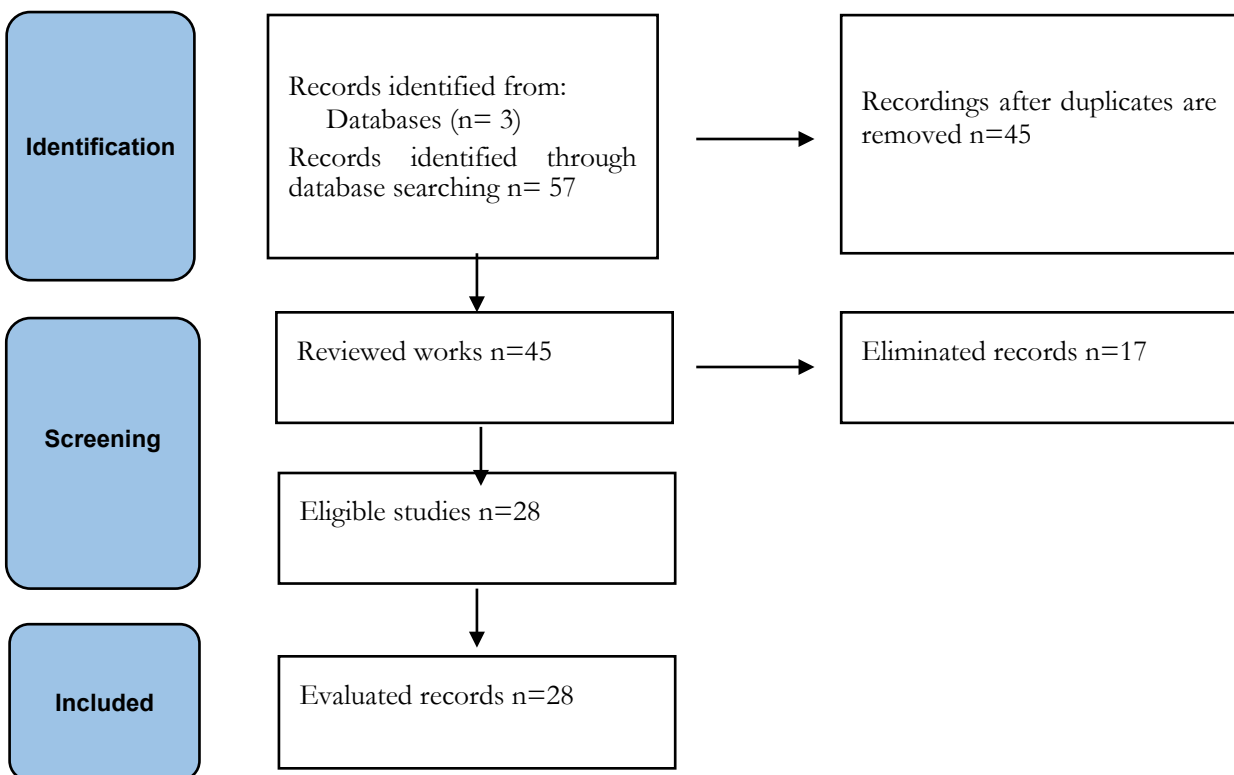 Identification
Records identified from:
Databases (n= 3)
Records identified through
database searching n= 57
Recordings after duplicates are
removed n=45
Screening
Reviewed works n=45
Eliminated records n=17
Eligible studies n=28
Included
Evaluated records n=28